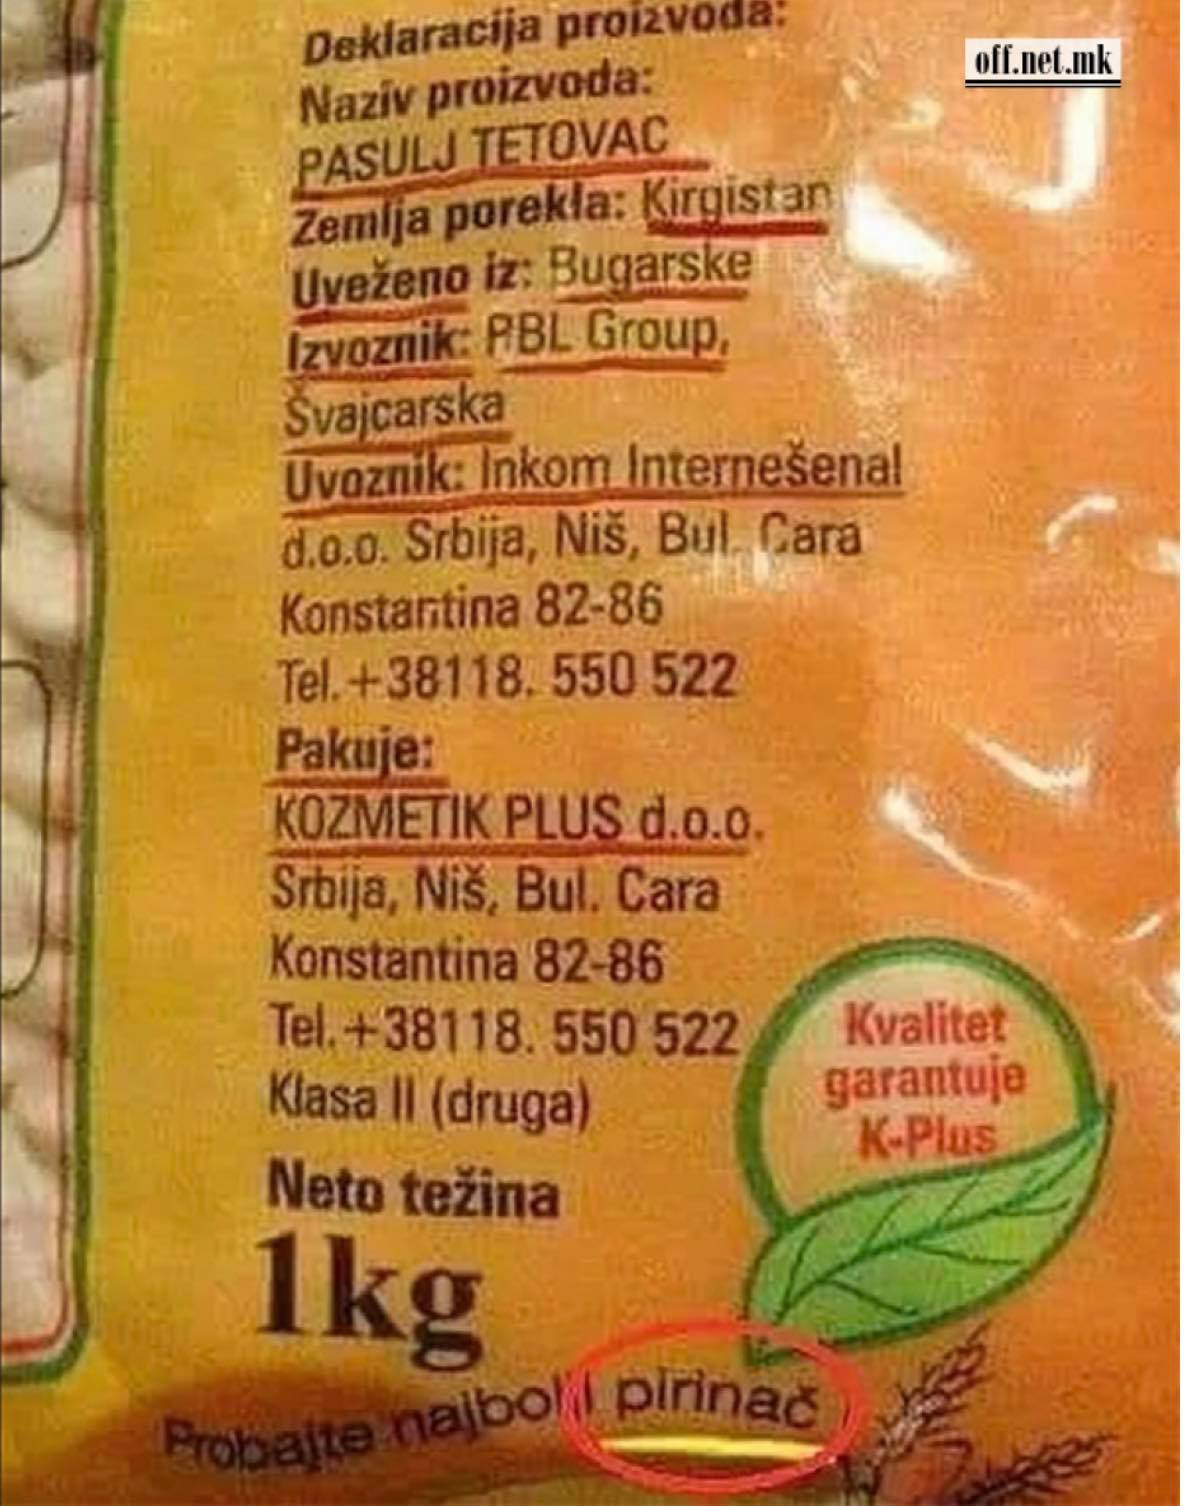 off.net.mk
Deklaracija proizvoda:
Naziv proizvoda:
PASULJ TETOVAC
Zemlja porekla: Kirgistan
Uveženo iz: Bugarske
Izvoznik: PBL Group,
Švajcarska
Uvoznik: Inkom Internešenal
d.o.o. Srbija, Niš, Bul. Cara
Konstantina 82-86
Tel.+38118. 550 522
Pakuje:
KOZMETIK PLUS d.o.o.
Srbija, Niš, Bul. Cara
Konstantina 82-86
Tel.+38118. 550 522
Klasa II (druga)
Kvalitet
garantuje
K-Plus
Neto težina
1kg
Probajte najbolji pirinač